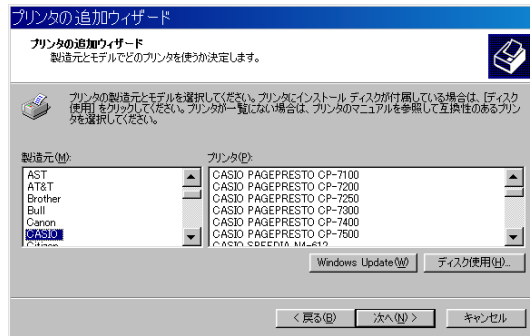 プリンタの追加ウィザード
プリンタの追加ウィザード
製造元とモデルでどのプリンタを使うか決定します。
プリンタの製造元とモデルを選択してください。プリンタにインストール ディスクが付属している場合は、[ディスク
使用] をクリックしてください。プリンタが一覧にない場合は、プリンタのマニュアルを参照して互換性のあるプリン
タを選択してください。
製造元(M):
プリンタ(P):
AST
AT&T
Brother
Bull
Canon
CASIO
Citizen
CASIO PAGEPRESTO CP-7100
CASIO PAGEPRESTO CP-7200
CASIO PAGEPRESTO CP-7250
CASIO PAGEPRESTO CP-7300
CASIO PAGEPRESTO CP-7400
CASIO PAGEPRESTO CP-7500
CASIO SPEEDIA N4-612
Windows Update(W)
ディスク使用(H)...
< 戻る(B)
次へ(N) >
キャンセル